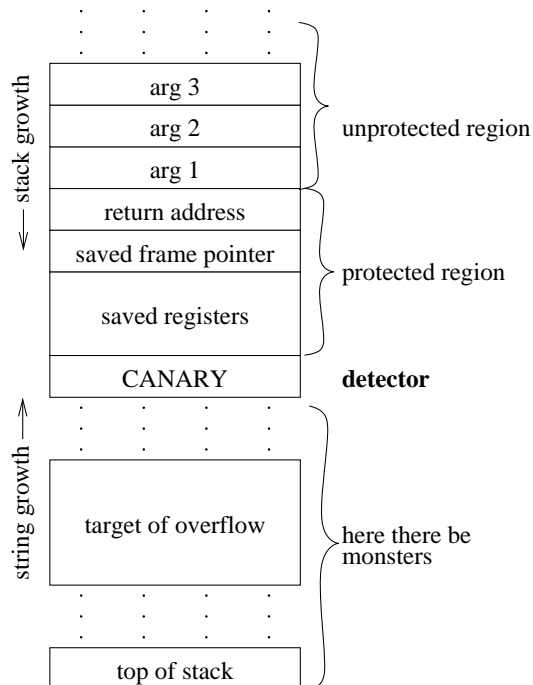 arg 3
arg 2
arg 1
return address
saved frame pointer
saved registers
CANARY
target of overflow
top of stack
stack growth
string growth
unprotected region
protected region
detector
here there be
monsters